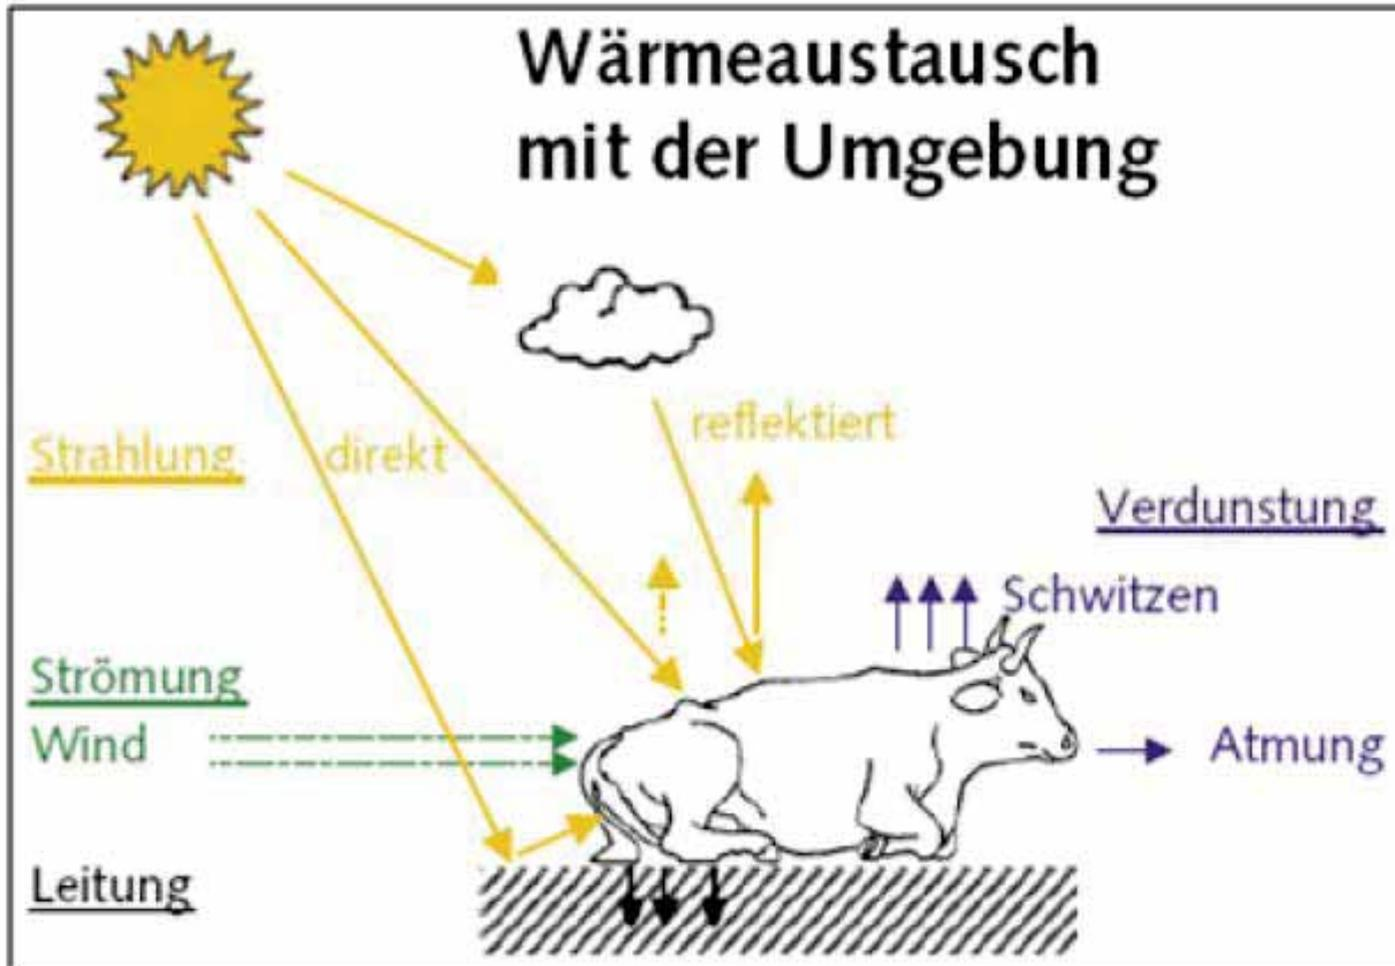 Wärmeaustausch
mit der Umgebung
reflektiert
Strahlung
direkt
Verdunstung
Schwitzen
Strömung
Wind
Atmung
Leitung